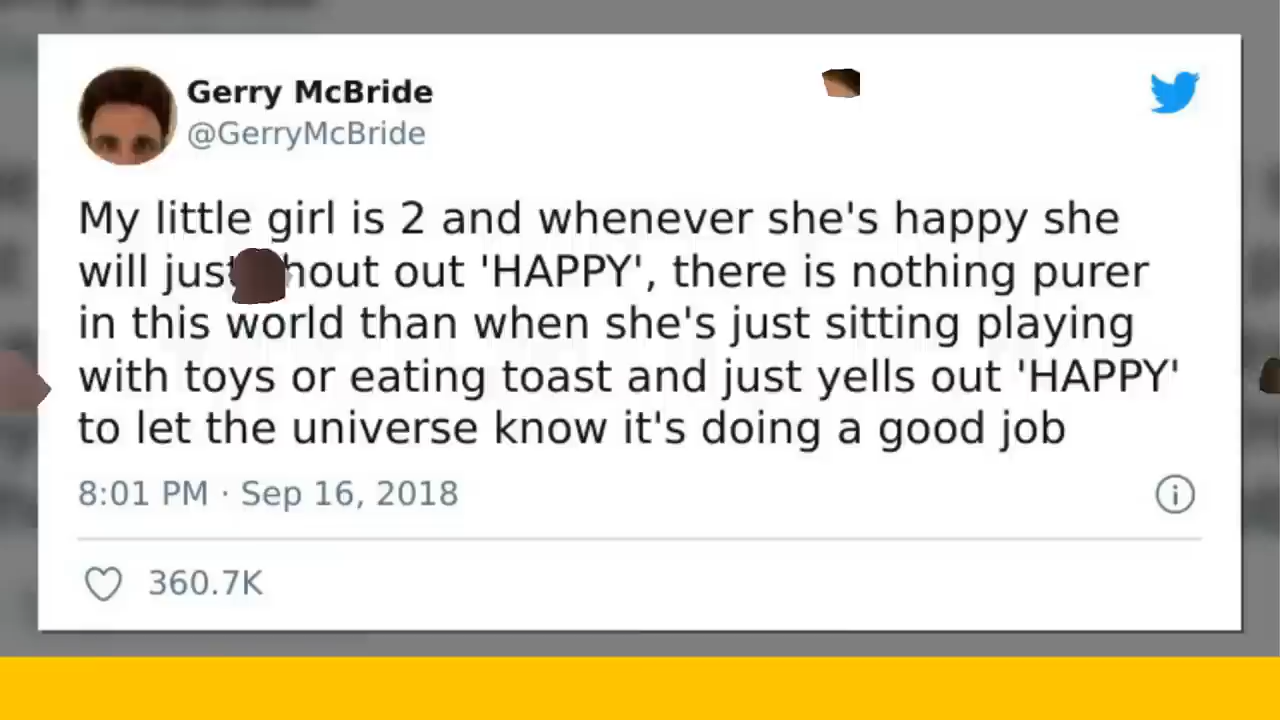 Gerry McBride
@GerryMcBride
My little girl is 2 and whenever she's happy she
will just out 'HAPPY', there is nothing purer
in this world than when she's just sitting playing
with toys or eating toast and just yells out 'HAPPY'
to let the universe know it's doing a good job
8:01 PM · Sep 16, 2018
360.7K